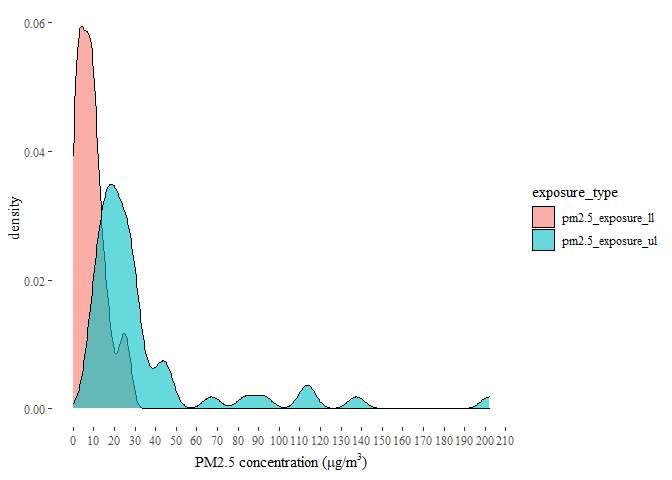 0.06
0.04
0.02
0.00
density
0 10 20 30 40 50 60 70 80 90 100 110 120 130 140 150 160 170 180 190 200 210
PM2.5 concentration (μg/m³)
exposure_type
pm2.5_exposure_ll
pm2.5_exposure_ul